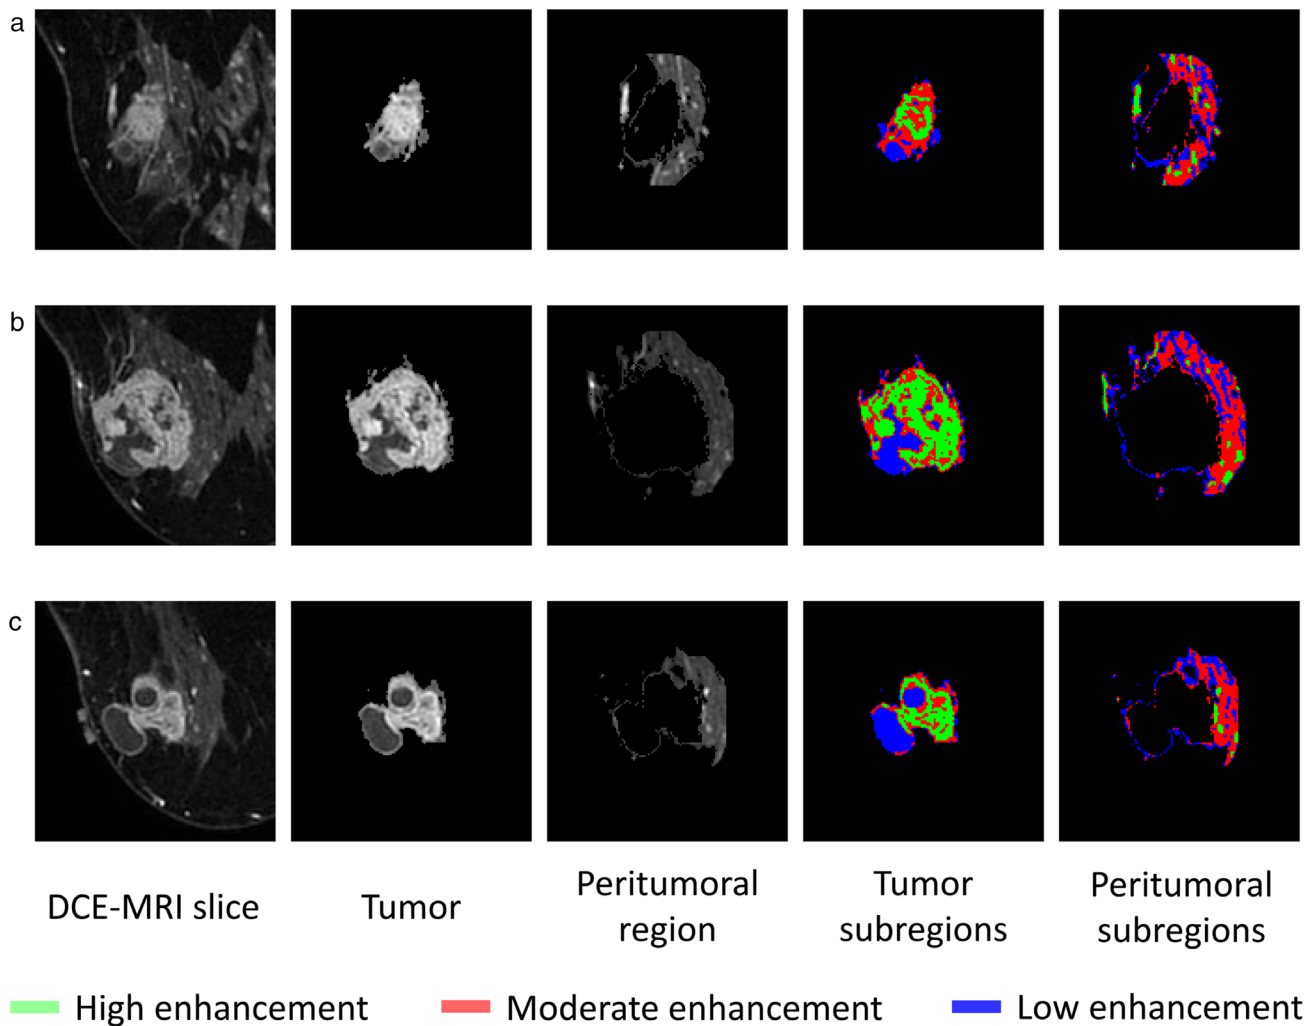 a
b
c
DCE-MRI slice
Tumor
Peritumoral
region
Tumor
subregions
Peritumoral
subregions
High enhancement
Moderate enhancement
Low enhancement